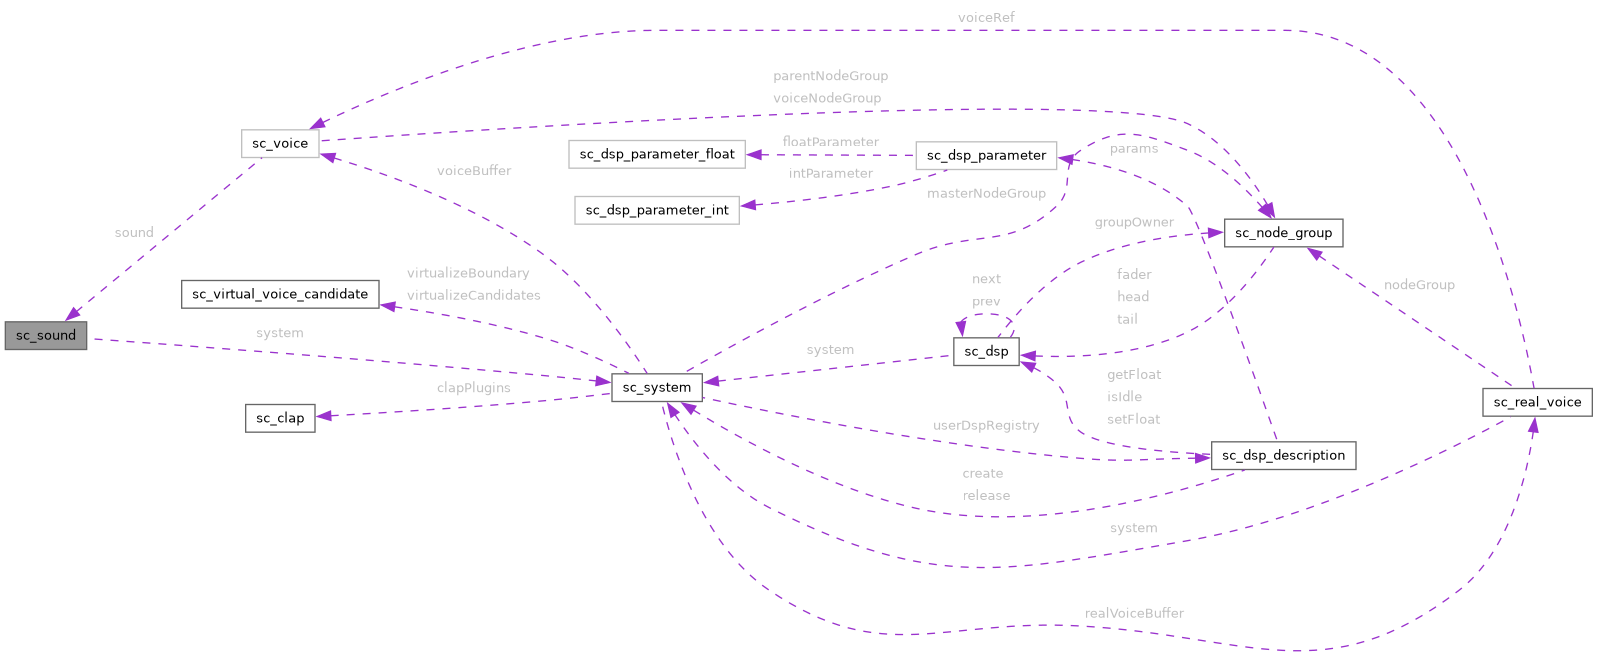 voiceRef
parentNodeGroup
voiceNodeGroup
sc_voice
floatParameter
sc_dsp_parameter_float
sc_dsp_parameter
params
voiceBuffer
intParameter
masterNodeGroup
sc_dsp_parameter_int
groupOwner
sound
sc_node_group
virtualizeBoundary
virtualizeCandidates
sc_virtual_voice_candidate
next
prev
fader
head
tail
nodeGroup
sc_sound
system
system
sc_dsp
sc_system
clapPlugins
getFloat
isIdle
setFloat
sc_real_voice
sc_clap
userDspRegistry
sc_dsp_description
create
release
system
realVoiceBuffer